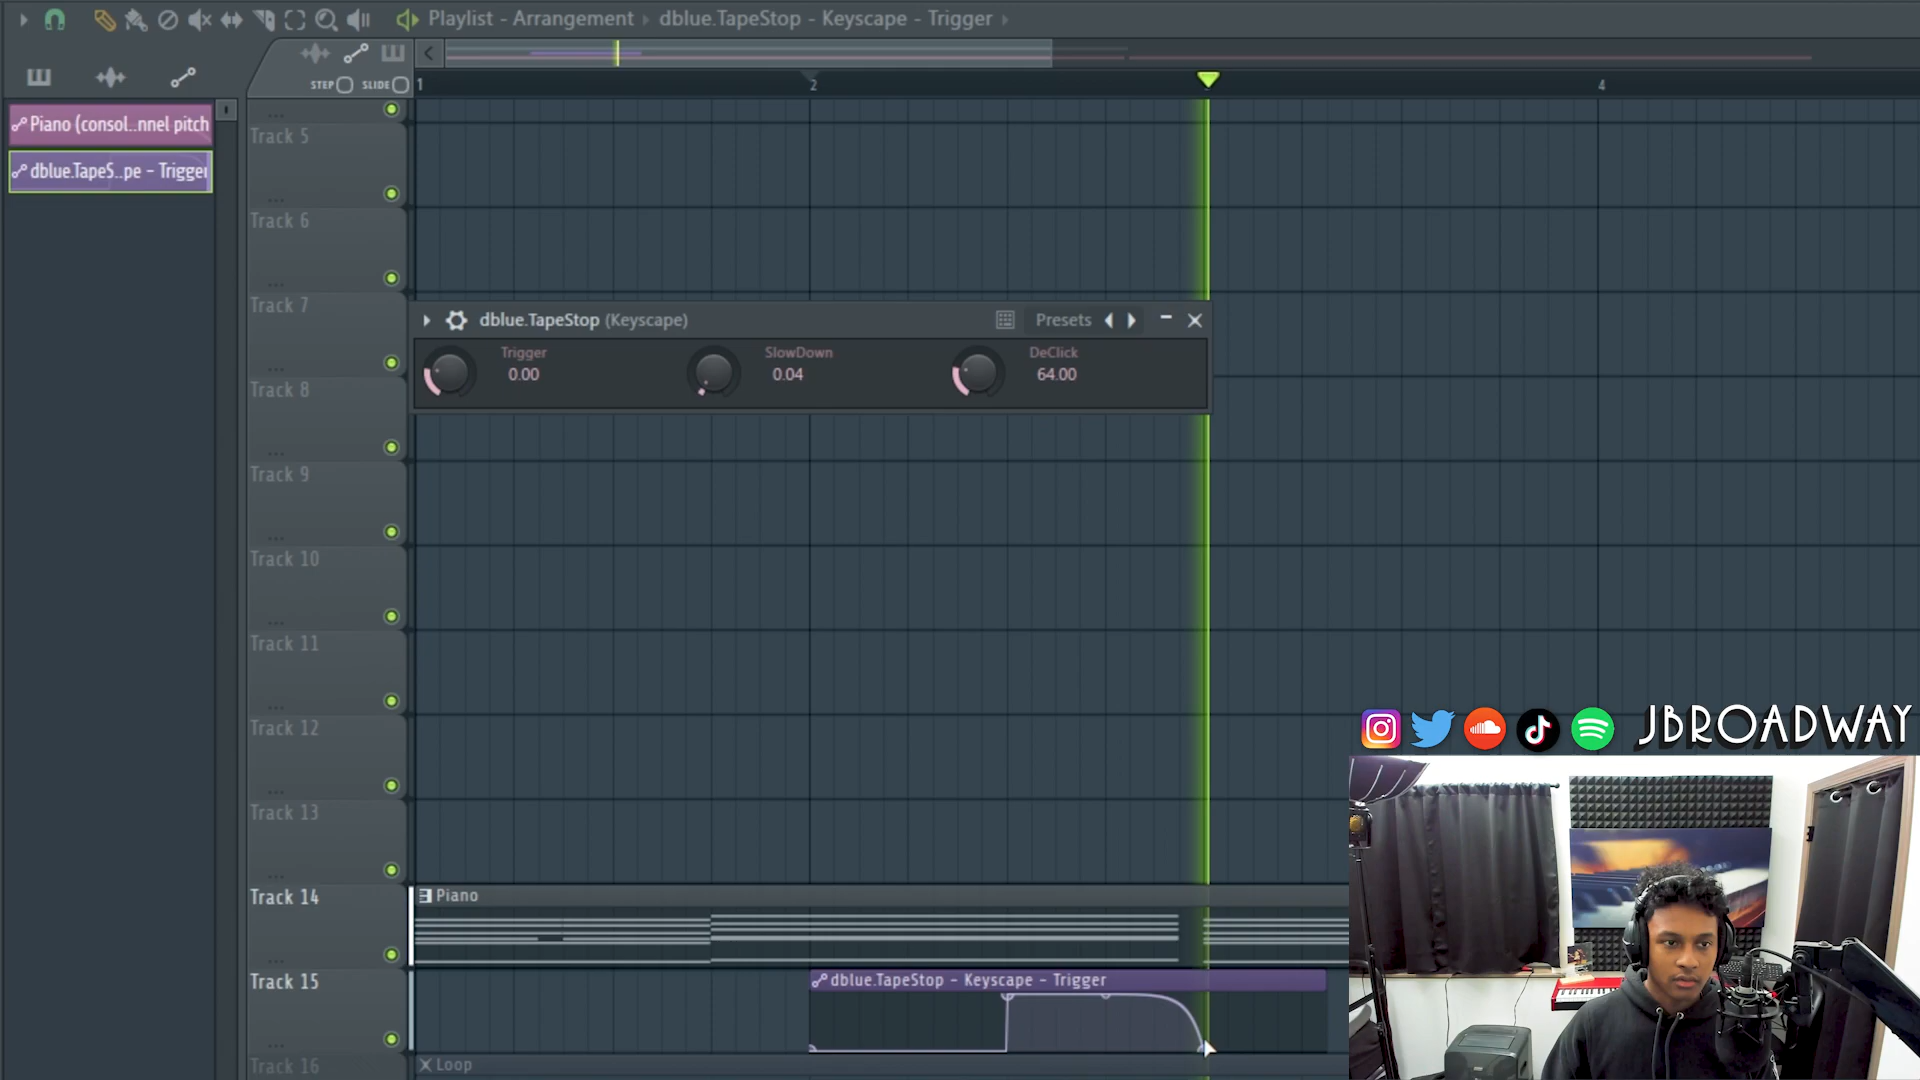 Playlist - Arrangement › dblue.TapeStop - Keyscape - Trigger ›
STEP SLIDE 1 2 4
Piano (consol..nnel pitch
dblue.TapeS..pe - Trigger
Track 5
Track 6
Track 7
dblue.TapeStop (Keyscape) Presets
Trigger SlowDown DeClick
0.00 0.04 64.00
Track 8
Track 9
Track 10
Track 11
Track 12
JBROADWAY
Track 13
Track 14 Piano
Track 15 dblue.TapeStop - Keyscape - Trigger
Track 16 Loop